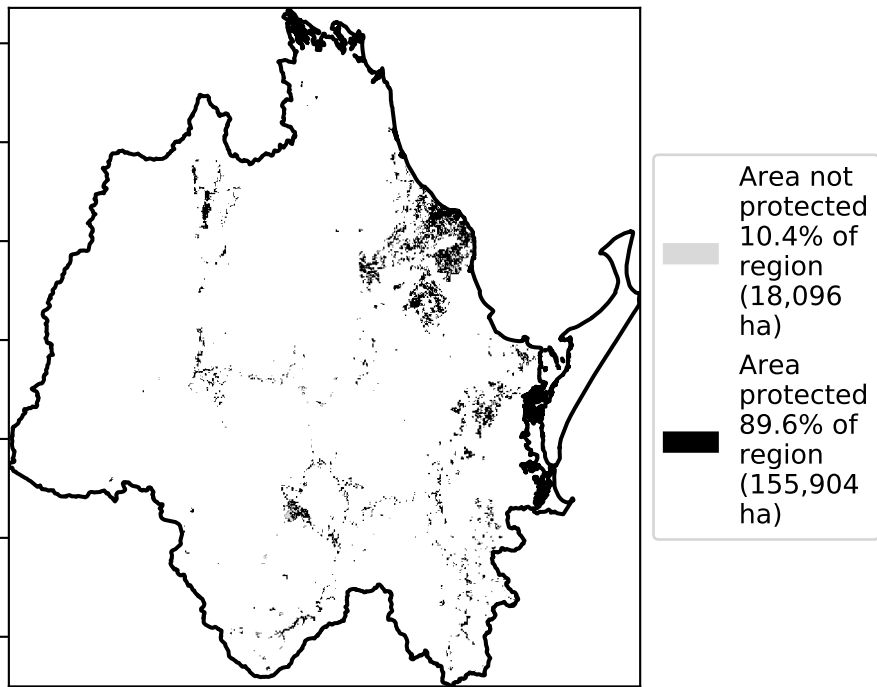 Area not
protected
10.4% of
region
(18,096
ha)
Area
protected
89.6% of
region
(155,904
ha)